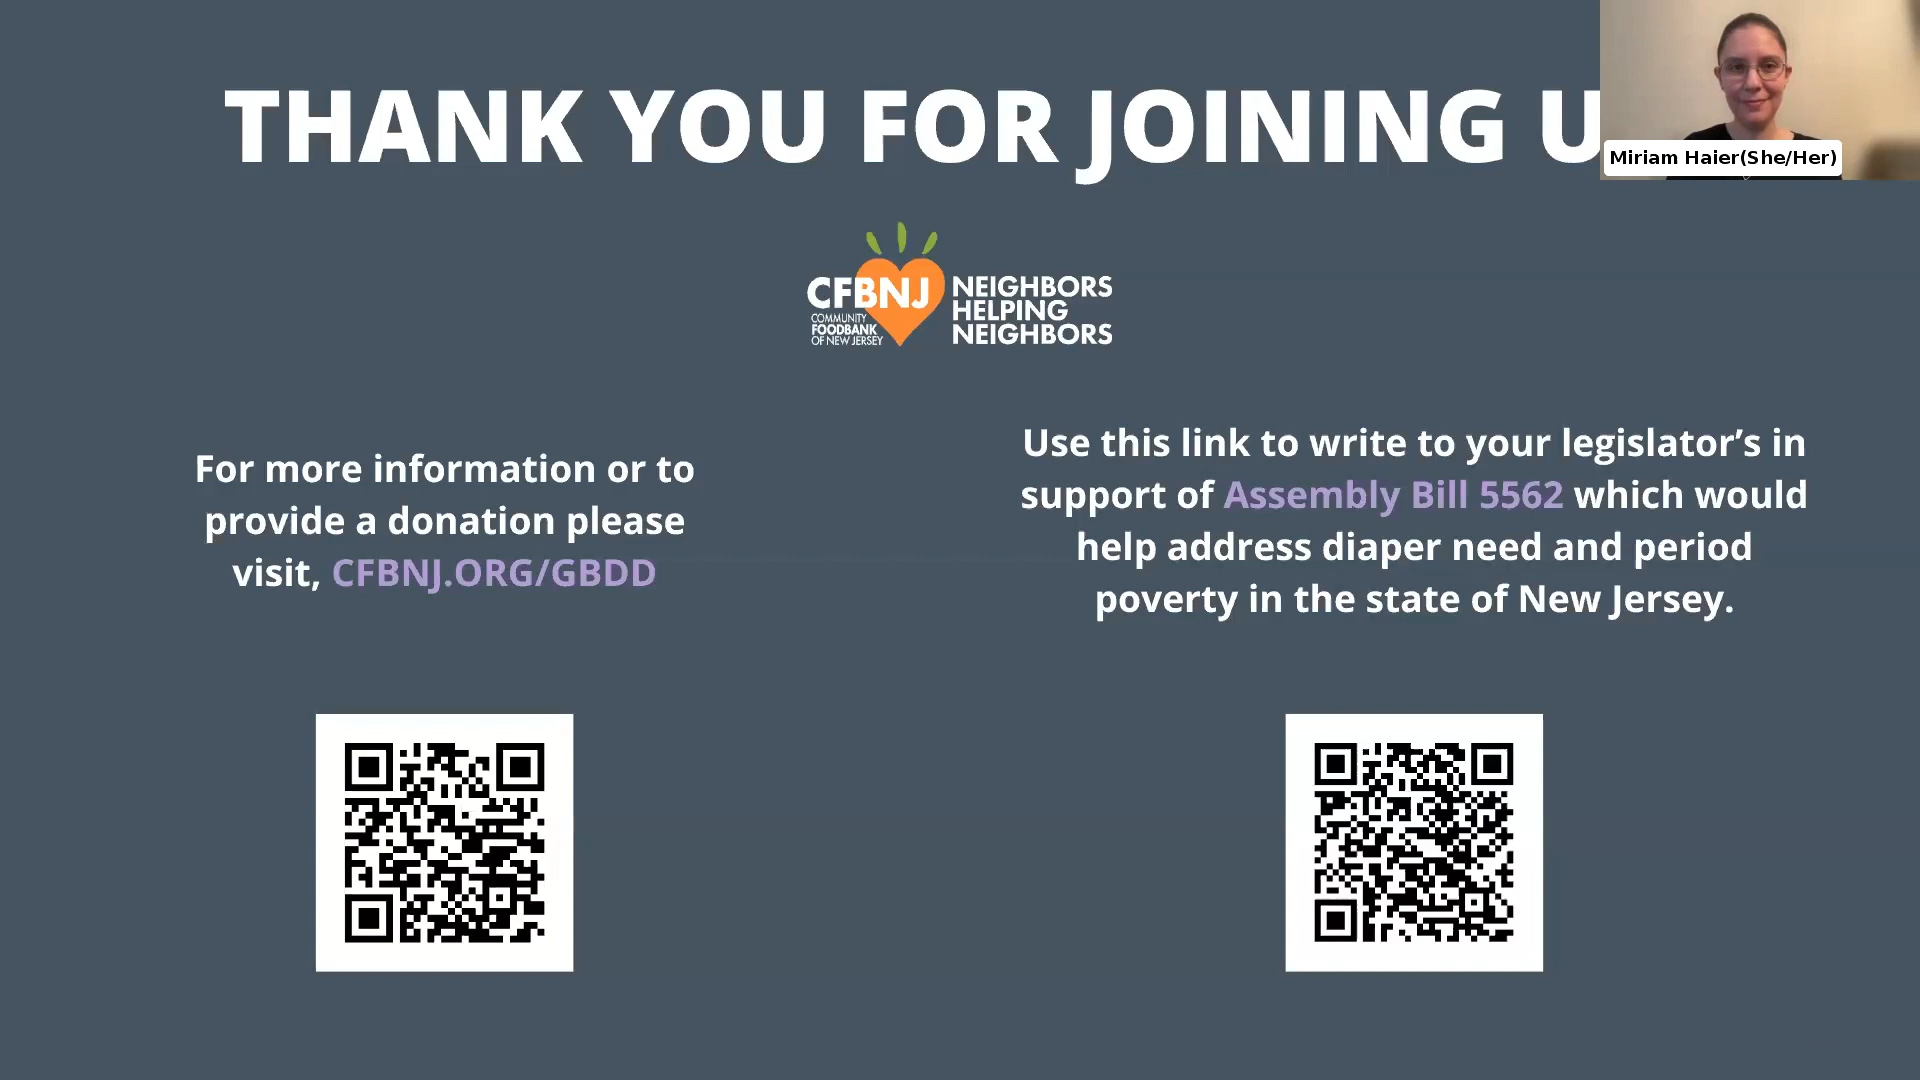 THANK YOU FOR JOINING U
Miriam Haier(She/Her)
CFBNJ
COMMUNITY
FOODBANK
OF NEW JERSEY
NEIGHBORS
HELPING
NEIGHBORS
For more information or to
provide a donation please
visit, CFBNJ.ORG/GBDD
Use this link to write to your legislator’s in
support of Assembly Bill 5562 which would
help address diaper need and period
poverty in the state of New Jersey.